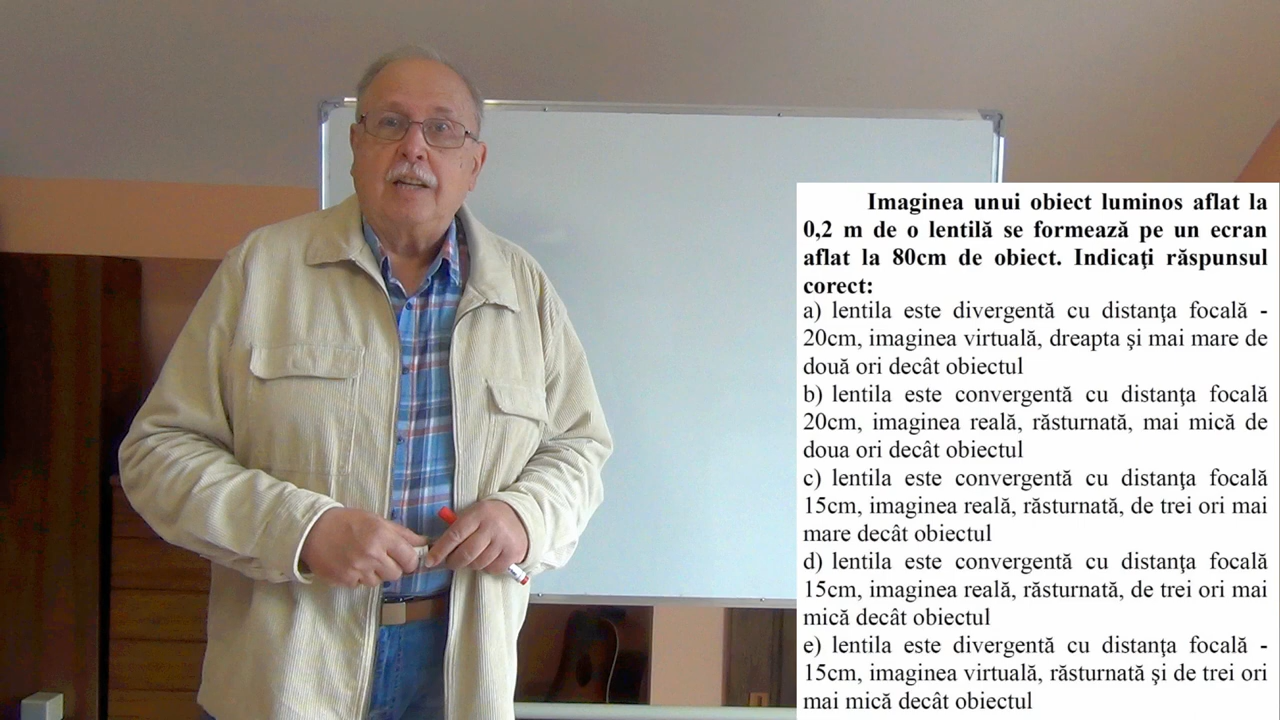 Imaginea unui obiect luminos aflat la
0,2 m de o lentilă se formează pe un ecran
aflat la 80cm de obiect. Indicaţi răspunsul
corect:
a) lentila este divergentă cu distanţa focală -
20cm, imaginea virtuală, dreapta şi mai mare de
două ori decât obiectul
b) lentila este convergentă cu distanţa focală
20cm, imaginea reală, răsturnată, mai mică de
doua ori decât obiectul
c) lentila este convergentă cu distanţa focală
15cm, imaginea reală, răsturnată, de trei ori mai
mare decât obiectul
d) lentila este convergentă cu distanţa focală
15cm, imaginea reală, răsturnată, de trei ori mai
mică decât obiectul
e) lentila este divergentă cu distanţa focală -
15cm, imaginea virtuală, răsturnată şi de trei ori
mai mică decât obiectul